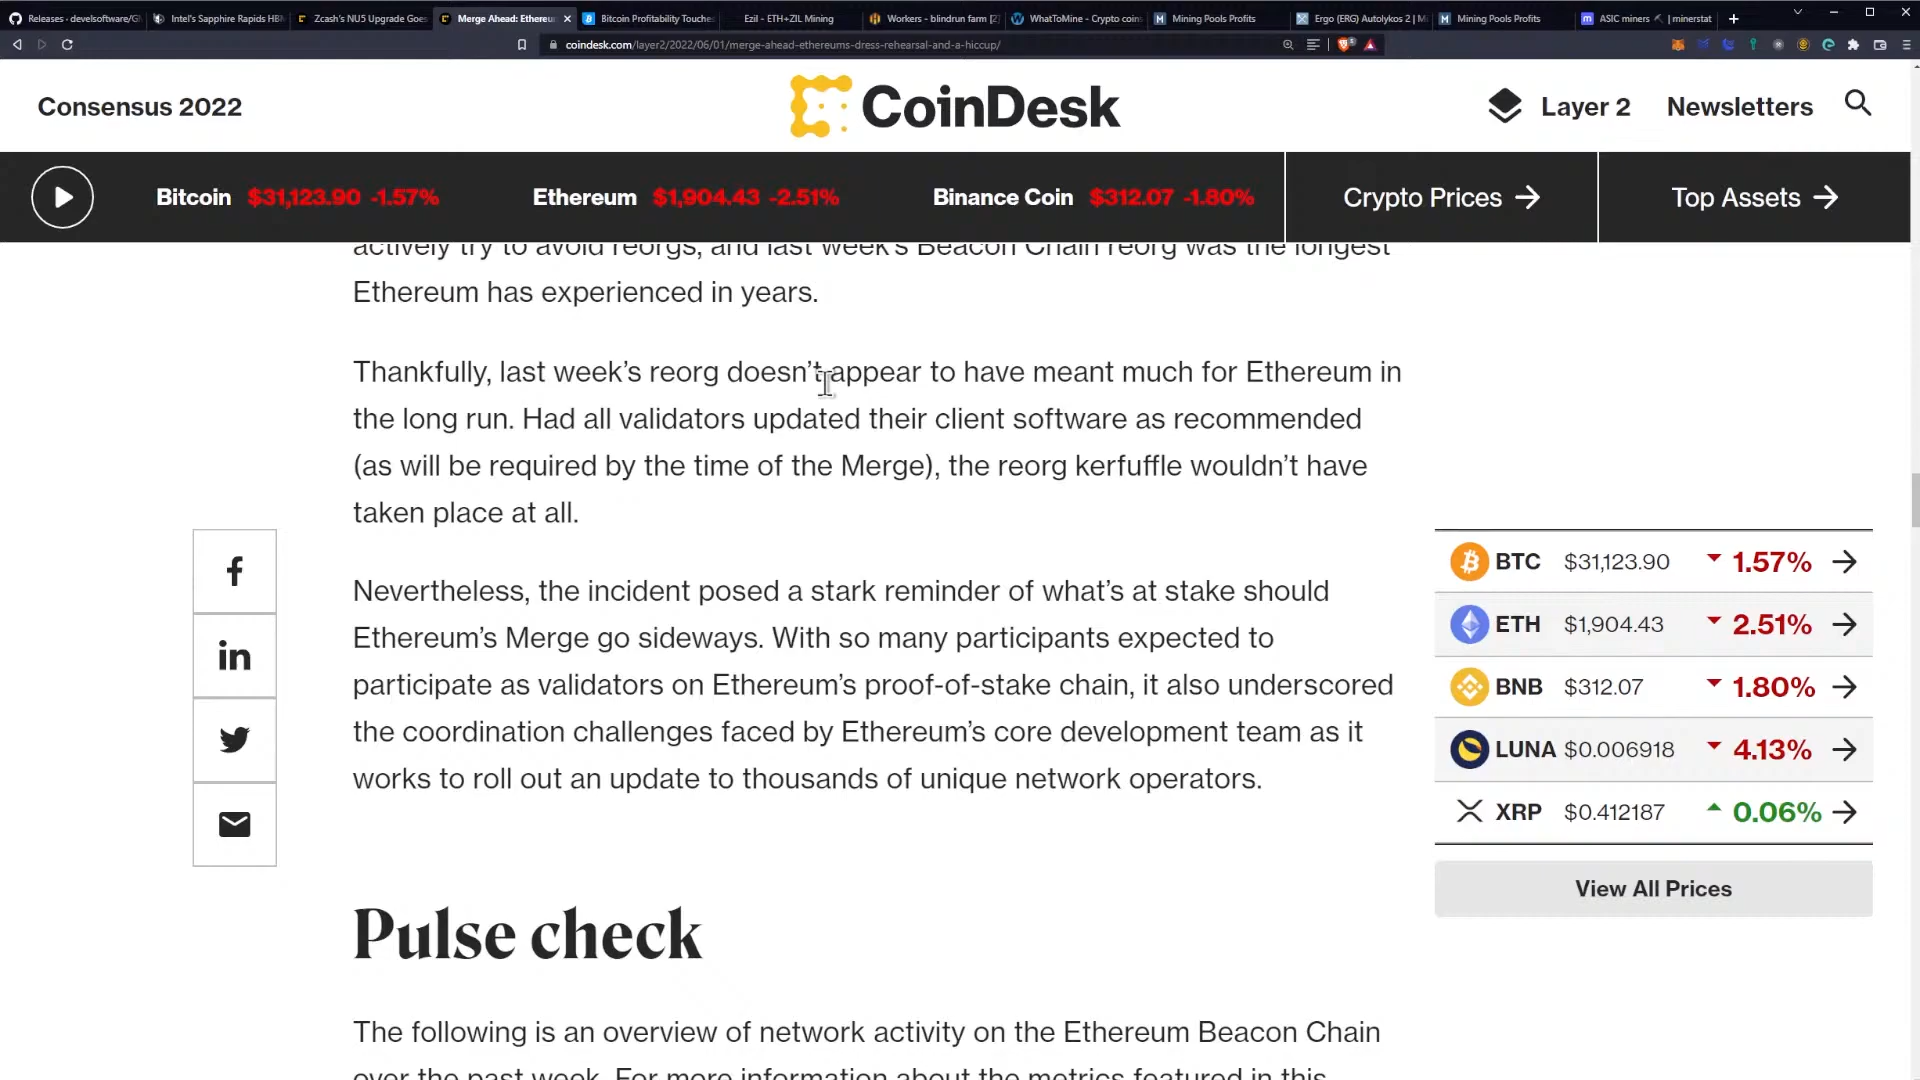 Releases · develsoftware/G
Intel's Sapphire Rapids HB
Zcash's NU5 Upgrade Goes
Merge Ahead: Ethereu
Bitcoin Profitability Touche
Ezil - ETH+ZIL Mining
Workers - blindrun farm [2
WhatToMine - Crypto coin
Mining Pools Profits
Ergo (ERG) Autolykos 2 | M
Mining Pools Profits
ASIC miners ⛏ | minerstat
coindesk.com/layer2/2022/06/01/merge-ahead-ethereums-dress-rehearsal-and-a-hiccup/
Consensus 2022
CoinDesk
Layer 2
Newsletters
Bitcoin $31,123.90 -1.57%
Ethereum $1,904.43 -2.51%
Binance Coin $312.07 -1.80%
Crypto Prices →
Top Assets →
actively try to avoid reorgs, and last week's Beacon Chain reorg was the longest
Ethereum has experienced in years.
Thankfully, last week's reorg doesn't appear to have meant much for Ethereum in
the long run. Had all validators updated their client software as recommended
(as will be required by the time of the Merge), the reorg kerfuffle wouldn't have
taken place at all.
Nevertheless, the incident posed a stark reminder of what's at stake should
Ethereum's Merge go sideways. With so many participants expected to
participate as validators on Ethereum's proof-of-stake chain, it also underscored
the coordination challenges faced by Ethereum's core development team as it
works to roll out an update to thousands of unique network operators.
Pulse check
The following is an overview of network activity on the Ethereum Beacon Chain
over the past week. For more information about the metrics featured in this
BTC $31,123.90 1.57% →
ETH $1,904.43 2.51% →
BNB $312.07 1.80% →
LUNA $0.006918 4.13% →
XRP $0.412187 0.06% →
View All Prices